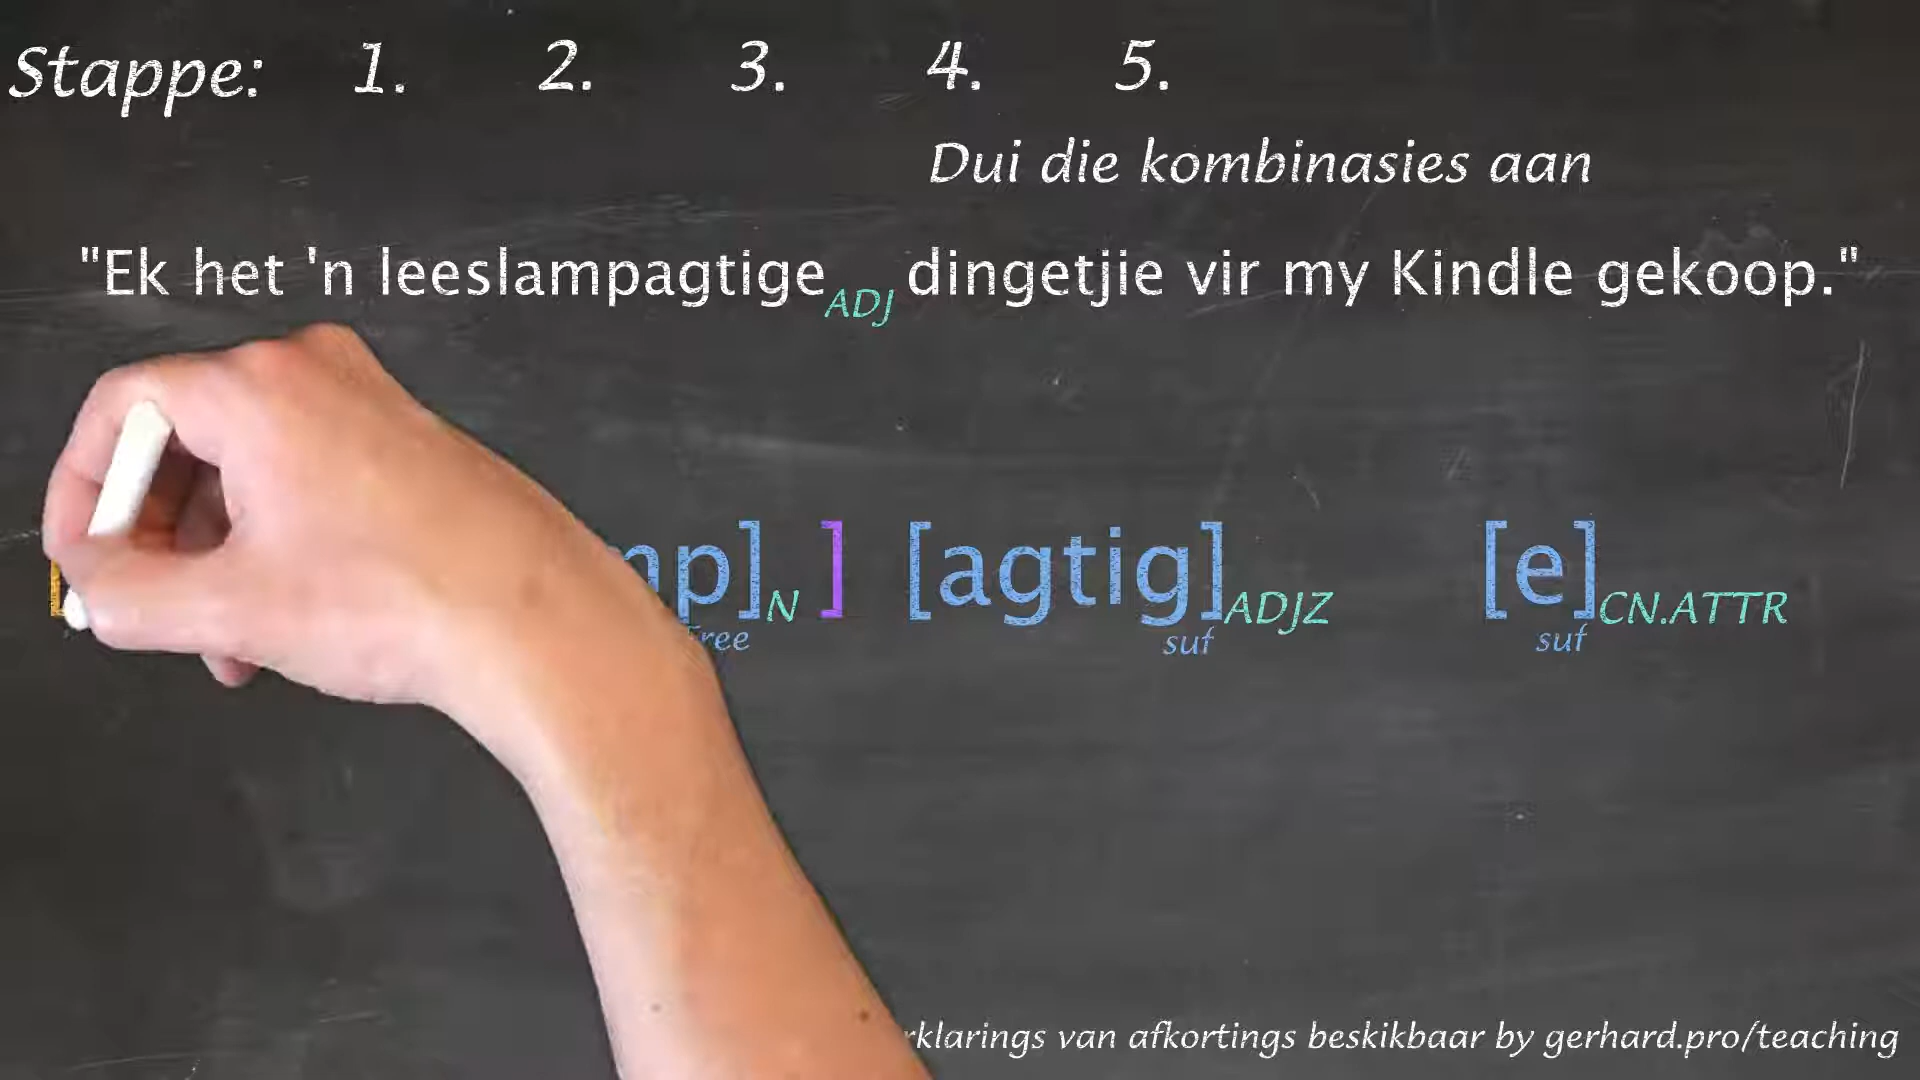 Stappe: 1. 2. 3. 4. 5.
Dui die kombinasies aan
"Ek het 'n leeslampagtige ADJ dingetjie vir my Kindle gekoop."
p]N ] [agtig]ADJZ [e]CN.ATTR
suf suf
van afkortings beskikbaar by gerhard.pro/teaching